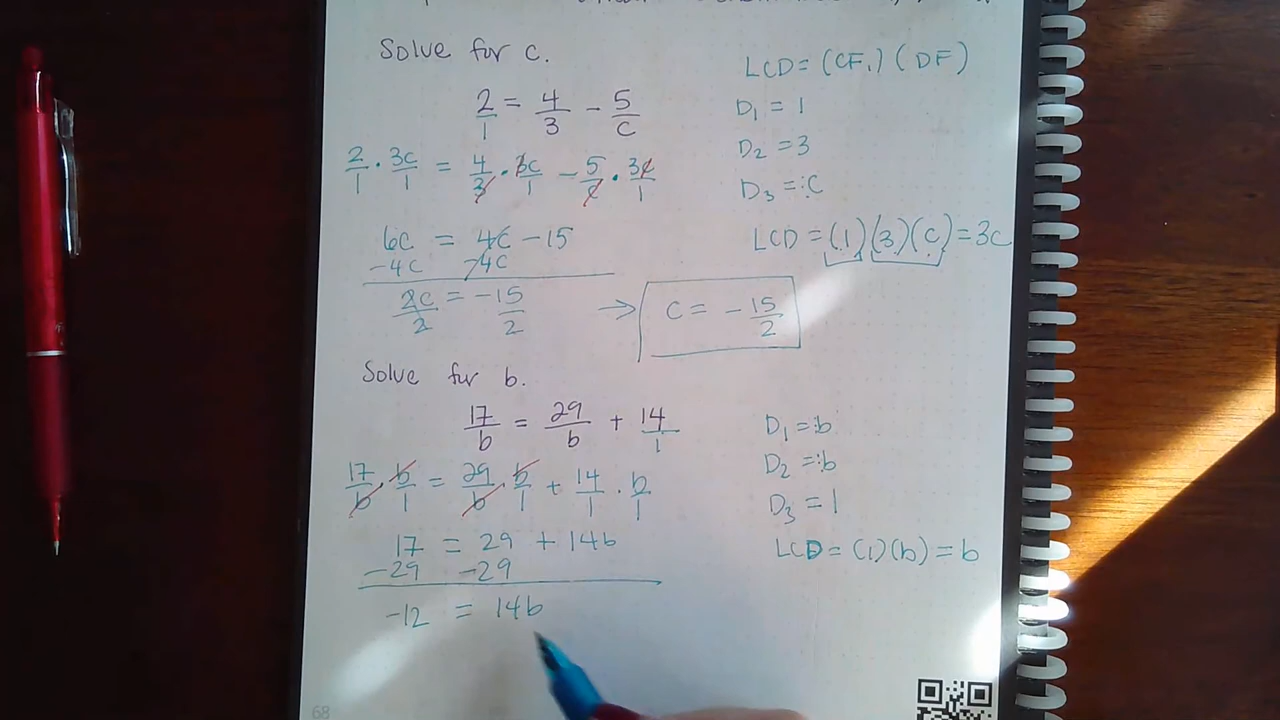 Solve for c.
2/1 = 4/3 - 5/c
2/1 · 3c/1 = 4/3 · 3c/1 - 5/c · 3c/1
6c = 4c - 15
-4c -4c
2c/2 = -15/2 → c = -15/2
LCD = (CF.) (DF)
D1 = 1
D2 = 3
D3 = :c
LCD = (1)(3)(c) = 3c
Solve for b.
17/b = 29/b + 14/1
17/b · b/1 = 29/b · b/1 + 14/1 · b/1
17 = 29 + 14b
-29 -29
-12 = 14b
D1 = :b
D2 = :b
D3 = 1
LCD = (1)(b) = b
68